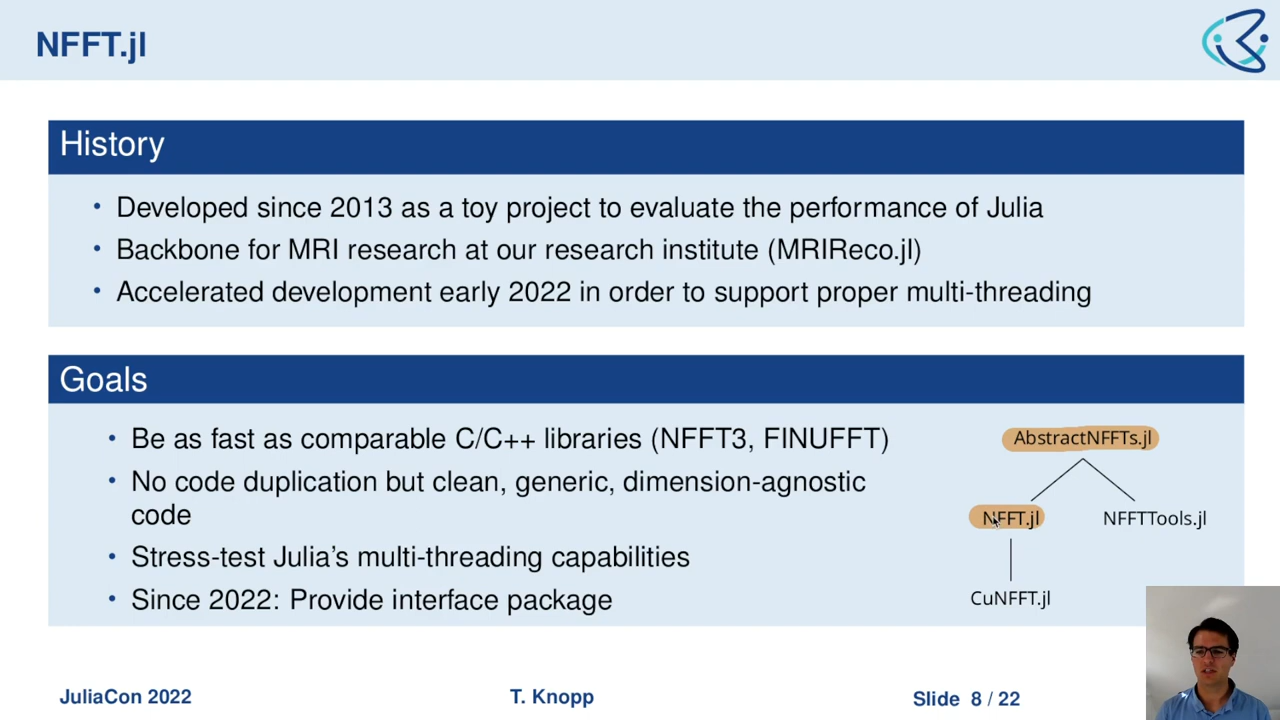 NFFT.jl
History
• Developed since 2013 as a toy project to evaluate the performance of Julia
• Backbone for MRI research at our research institute (MRIReco.jl)
• Accelerated development early 2022 in order to support proper multi-threading
Goals
• Be as fast as comparable C/C++ libraries (NFFT3, FINUFFT)
• No code duplication but clean, generic, dimension-agnostic
code
• Stress-test Julia's multi-threading capabilities
• Since 2022: Provide interface package
AbstractNFFTs.jl
NFFT.jl
NFFTTools.jl
CuNFFT.jl
JuliaCon 2022
T. Knopp
Slide 8 / 22